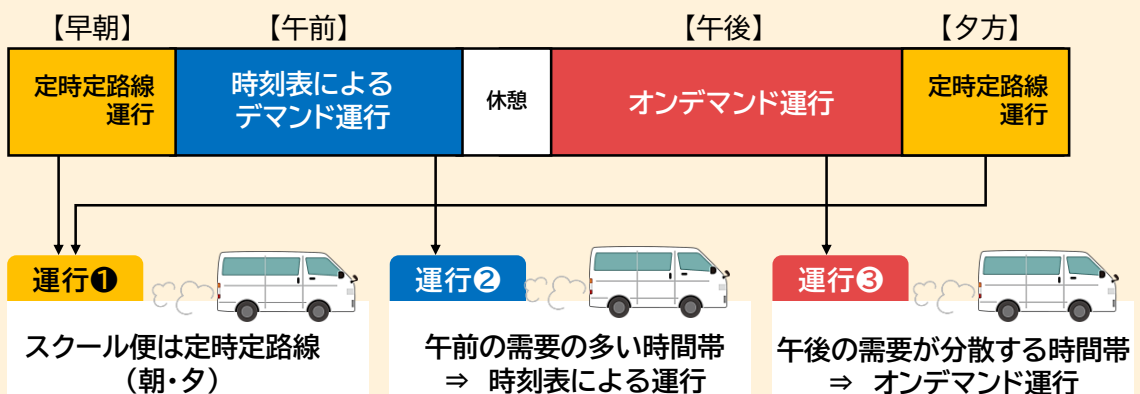 【早朝】
【午前】
【午後】
【夕方】
定時定路線
運行
時刻表による
デマンド運行
休憩
オンデマンド運行
定時定路線
運行
運行❶
スクール便は定時定路線
（朝・夕）
運行❷
午前の需要の多い時間帯
⇒ 時刻表による運行
運行❸
午後の需要が分散する時間帯
⇒ オンデマンド運行